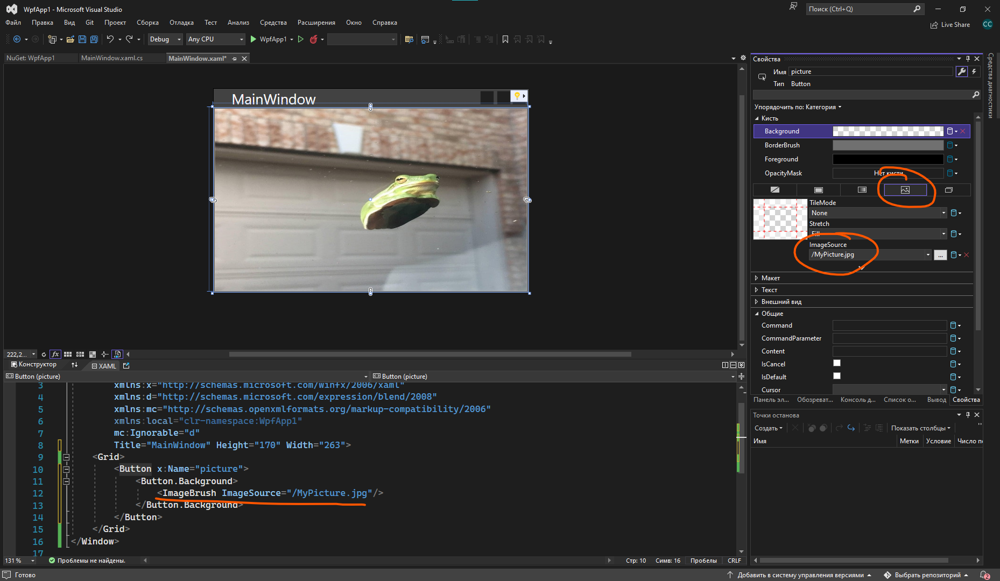 WpfApp1 - Microsoft Visual Studio
Поиск (Ctrl+Q)
Файл Правка Вид Git Проект Сборка Отладка Тест Анализ Средства Расширения Окно Справка
Live Share CC
Debug Any CPU WpfApp1
NuGet: WpfApp1 MainWindow.xaml.cs MainWindow.xaml*
MainWindow
222,2...
Конструктор XAML
Button (picture) Button (picture)
3 xmlns:x="http://schemas.microsoft.com/winfx/2006/xaml"
4 xmlns:d="http://schemas.microsoft.com/expression/blend/2008"
5 xmlns:mc="http://schemas.openxmlformats.org/markup-compatibility/2006"
6 xmlns:local="clr-namespace:WpfApp1"
7 mc:Ignorable="d"
8 Title="MainWindow" Height="170" Width="263">
9 <Grid>
10 <Button x:Name="picture">
11 <Button.Background>
12 <ImageBrush ImageSource="/MyPicture.jpg"/>
13 </Button.Background>
14 </Button>
15 </Grid>
16 </Window>
17
131 % Проблемы не найдены. Стр: 10 Симв: 16 Пробелы CRLF
Свойства
Имя picture
Тип Button
Упорядочить по: Категория
Кисть
Background
BorderBrush
Foreground
OpacityMask Нет кисти
TileMode
None
Stretch
Fill
ImageSource
/MyPicture.jpg ...
Макет
Текст
Внешний вид
Общие
Command
CommandParameter
Content
IsCancel
IsDefault
Cursor
Панель эл... Обозреват... Консоль д... Список о... Вывод Свойства
Точки останова
Создать Показать столбцы
Имя Метки Условие Число по
Средства диагностики
Готово Добавить в систему управления версиями Выбрать репозиторий 2